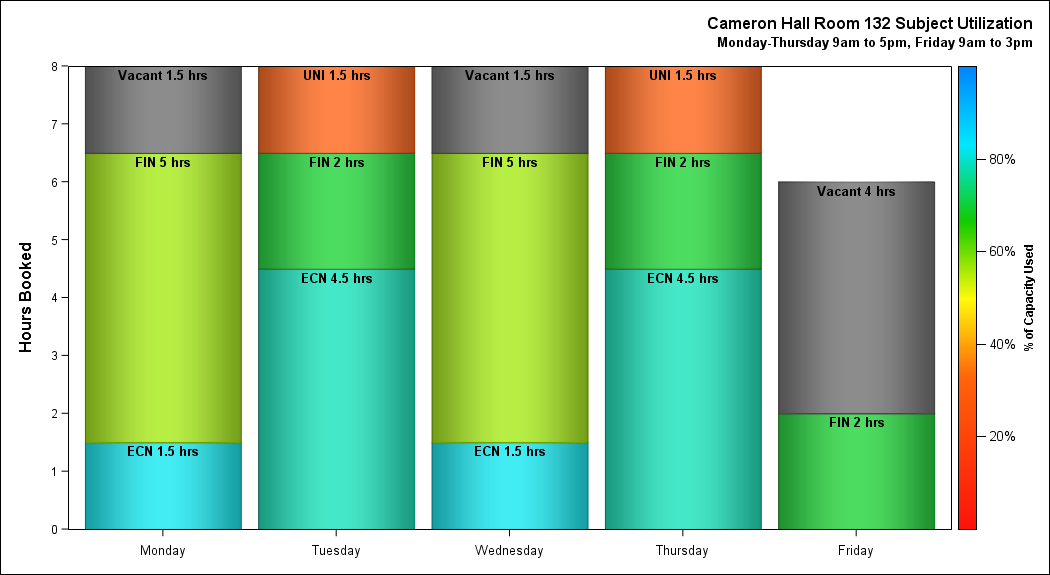 Cameron Hall Room 132 Subject Utilization
Monday-Thursday 9am to 5pm, Friday 9am to 3pm
Hours Booked
8
7
6
5
4
3
2
1
0
Vacant 1.5 hrs
FIN 5 hrs
ECN 1.5 hrs
UNI 1.5 hrs
FIN 2 hrs
ECN 4.5 hrs
Vacant 1.5 hrs
FIN 5 hrs
ECN 1.5 hrs
UNI 1.5 hrs
FIN 2 hrs
ECN 4.5 hrs
Vacant 4 hrs
FIN 2 hrs
Monday
Tuesday
Wednesday
Thursday
Friday
80%
60%
40%
20%
% of Capacity Used